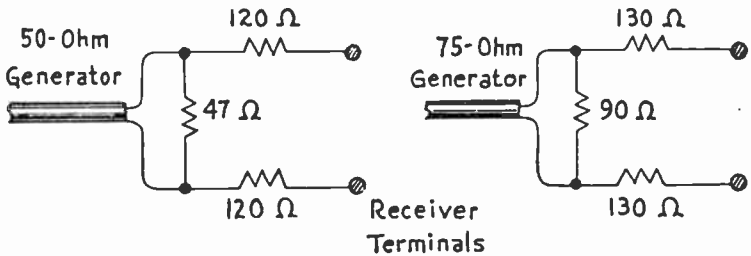 120 Ω
50-Ohm
Generator
47 Ω
120 Ω
130 Ω
75-Ohm
Generator
90 Ω
130 Ω
Receiver
Terminals